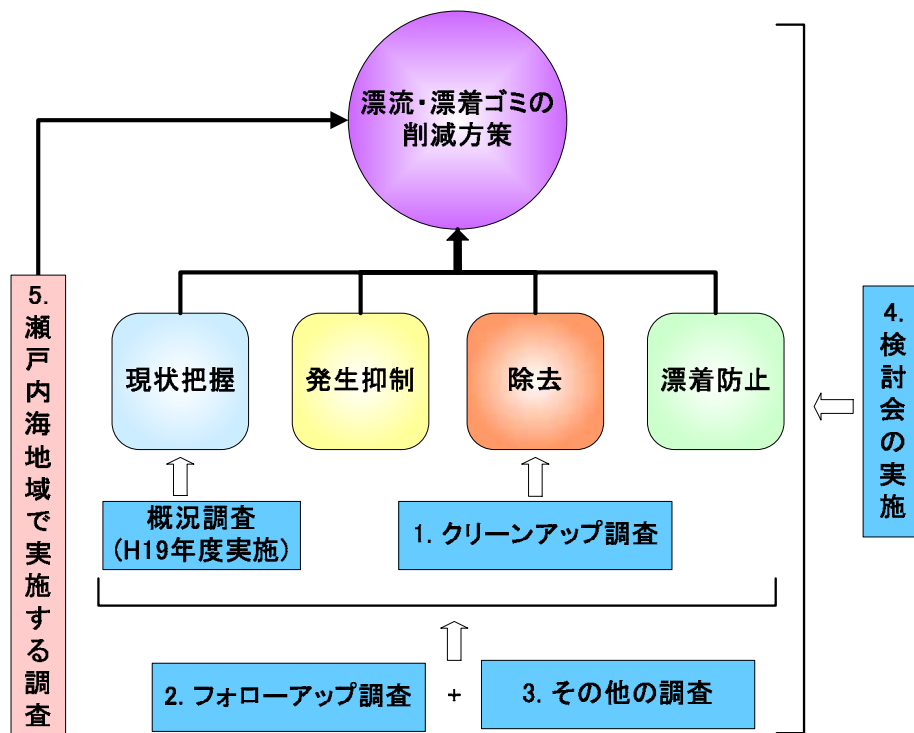 漂流・漂着ゴミの
削減方策
現状把握
発生抑制
除去
漂着防止
概況調査
(H19年度実施)
1. クリーンアップ調査
2. フォローアップ調査
+
3. その他の調査
4. 検討会の実施
5. 瀬戸内海地域で実施する調査